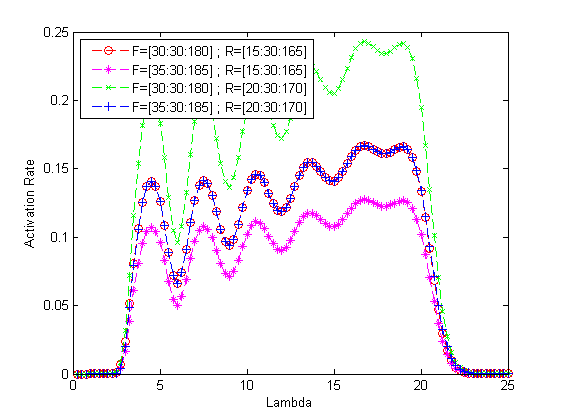 0.25
F=[30:30:180] ; R=[15:30:165]
F=[35:30:185] ; R=[15:30:165]
F=[30:30:180] ; R=[20:30:170]
F=[35:30:185] ; R=[20:30:170]
0.2
0.15
0.1
0.05
0
Activation Rate
0 5 10 15 20 25
Lambda